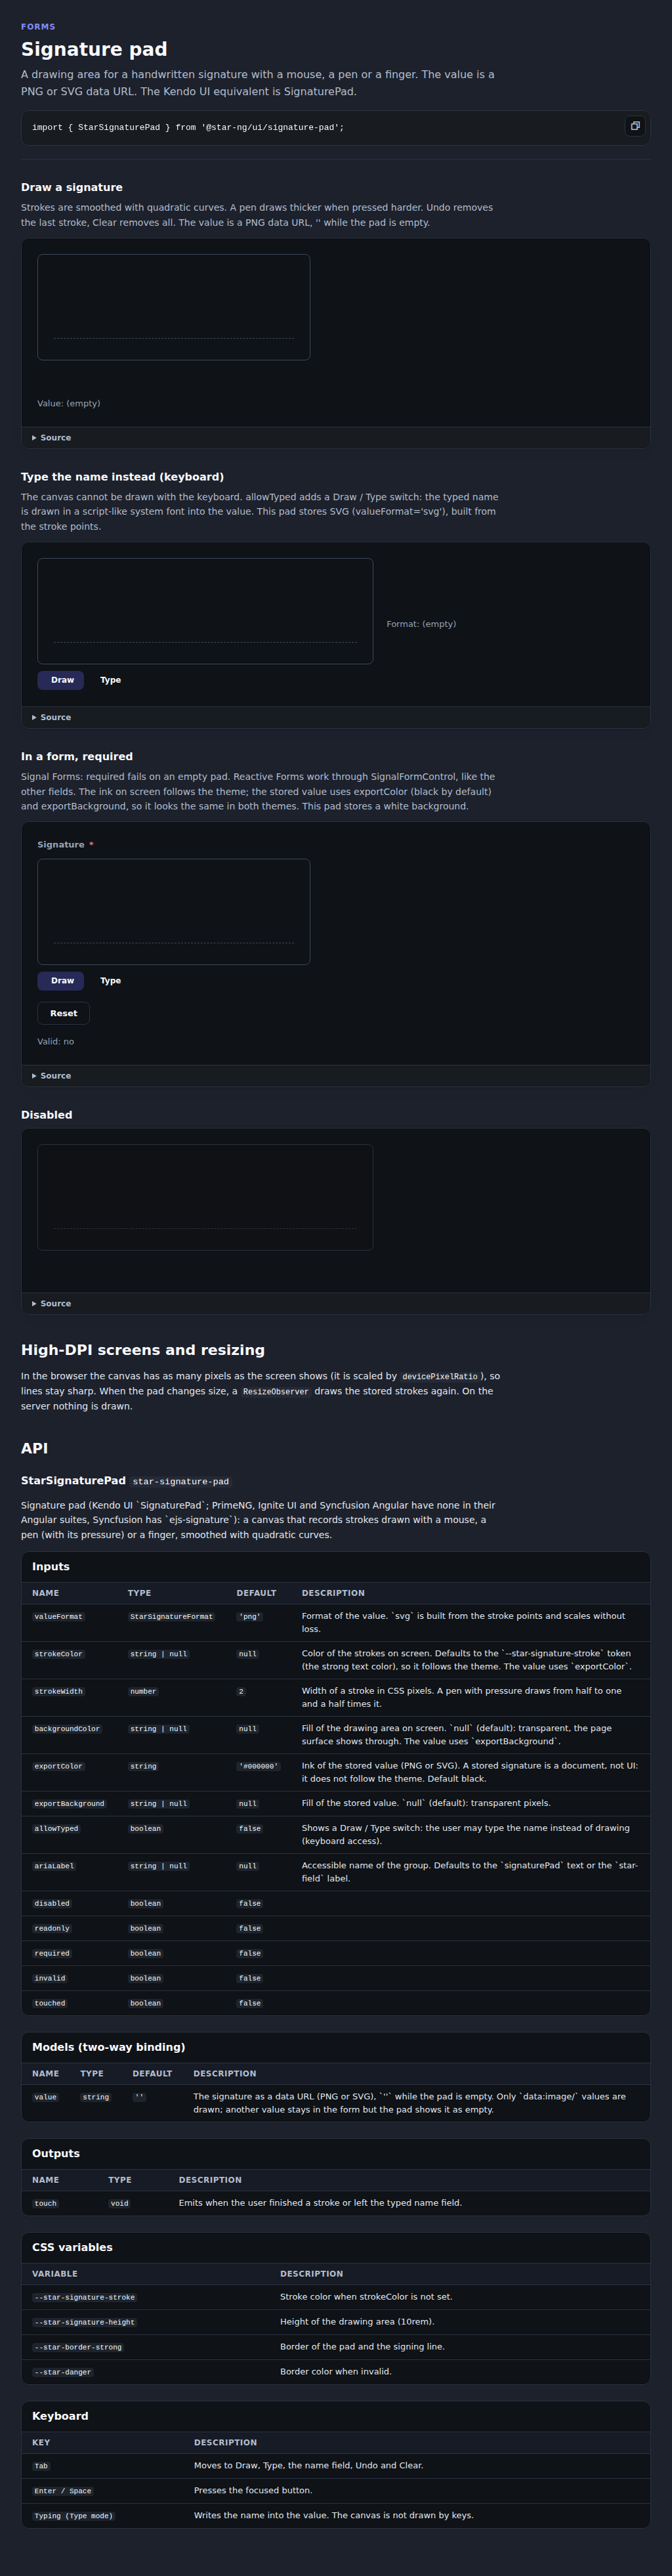 FORMS
Signature pad
A drawing area for a handwritten signature with a mouse, a pen or a finger. The value is a
PNG or SVG data URL. The Kendo UI equivalent is SignaturePad.
import { StarSignaturePad } from '@star-ng/ui/signature-pad';
Draw a signature
Strokes are smoothed with quadratic curves. A pen draws thicker when pressed harder. Undo removes
the last stroke, Clear removes all. The value is a PNG data URL, '' while the pad is empty.
Value: (empty)
Source
Type the name instead (keyboard)
The canvas cannot be drawn with the keyboard. allowTyped adds a Draw / Type switch: the typed name
is drawn in a script-like system font into the value. This pad stores SVG (valueFormat='svg'), built from
the stroke points.
Format: (empty)
Draw Type
Source
In a form, required
Signal Forms: required fails on an empty pad. Reactive Forms work through SignalFormControl, like the
other fields. The ink on screen follows the theme; the stored value uses exportColor (black by default)
and exportBackground, so it looks the same in both themes. This pad stores a white background.
Signature *
Draw Type
Reset
Valid: no
Source
Disabled
Source
High-DPI screens and resizing
In the browser the canvas has as many pixels as the screen shows (it is scaled by devicePixelRatio), so
lines stay sharp. When the pad changes size, a ResizeObserver draws the stored strokes again. On the
server nothing is drawn.
API
StarSignaturePad star-signature-pad
Signature pad (Kendo UI `SignaturePad`; PrimeNG, Ignite UI and Syncfusion Angular have none in their
Angular suites, Syncfusion has `ejs-signature`): a canvas that records strokes drawn with a mouse, a
pen (with its pressure) or a finger, smoothed with quadratic curves.
Inputs
NAME TYPE DEFAULT DESCRIPTION
valueFormat StarSignatureFormat 'png' Format of the value. `svg` is built from the stroke points and scales without
loss.
strokeColor string | null null Color of the strokes on screen. Defaults to the `--star-signature-stroke` token
(the strong text color), so it follows the theme. The value uses `exportColor`.
strokeWidth number 2 Width of a stroke in CSS pixels. A pen with pressure draws from half to one
and a half times it.
backgroundColor string | null null Fill of the drawing area on screen. `null` (default): transparent, the page
surface shows through. The value uses `exportBackground`.
exportColor string '#000000' Ink of the stored value (PNG or SVG). A stored signature is a document, not UI:
it does not follow the theme. Default black.
exportBackground string | null null Fill of the stored value. `null` (default): transparent pixels.
allowTyped boolean false Shows a Draw / Type switch: the user may type the name instead of drawing
(keyboard access).
ariaLabel string | null null Accessible name of the group. Defaults to the `signaturePad` text or the `star-
field` label.
disabled boolean false
readonly boolean false
required boolean false
invalid boolean false
touched boolean false
Models (two-way binding)
NAME TYPE DEFAULT DESCRIPTION
value string '' The signature as a data URL (PNG or SVG), `''` while the pad is empty. Only `data:image/` values are
drawn; another value stays in the form but the pad shows it as empty.
Outputs
NAME TYPE DESCRIPTION
touch void Emits when the user finished a stroke or left the typed name field.
CSS variables
VARIABLE DESCRIPTION
--star-signature-stroke Stroke color when strokeColor is not set.
--star-signature-height Height of the drawing area (10rem).
--star-border-strong Border of the pad and the signing line.
--star-danger Border color when invalid.
Keyboard
KEY DESCRIPTION
Tab Moves to Draw, Type, the name field, Undo and Clear.
Enter / Space Presses the focused button.
Typing (Type mode) Writes the name into the value. The canvas is not drawn by keys.